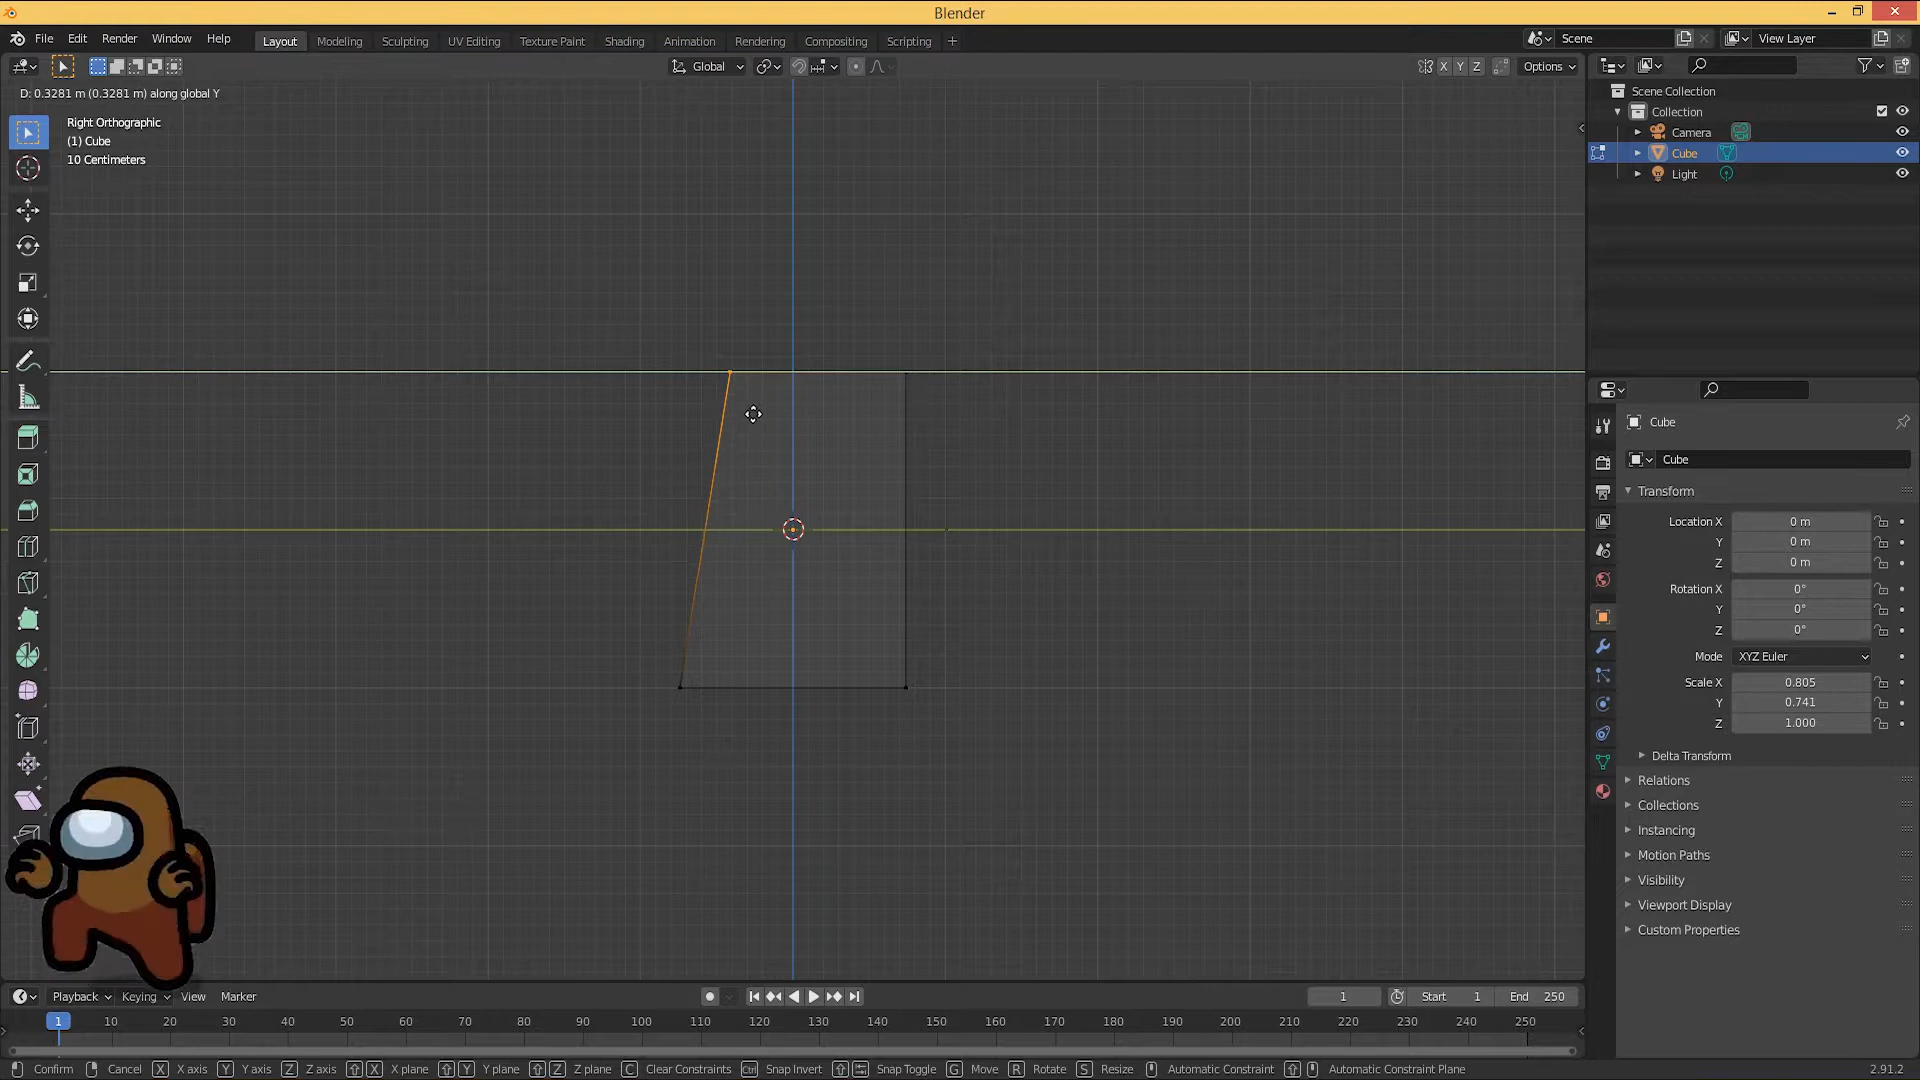 Blender
File Edit Render Window Help Layout Modeling Sculpting UV Editing Texture Paint Shading Animation Rendering Compositing Scripting + Scene View Layer
Global X Y Z Options
D: 0.3281 m (0.3281 m) along global Y
Right Orthographic
(1) Cube
10 Centimeters
Scene Collection
Collection
Camera
Cube
Light
Cube
Cube
Transform
Location X 0 m
Y 0 m
Z 0 m
Rotation X 0°
Y 0°
Z 0°
Mode XYZ Euler
Scale X 0.805
Y 0.741
Z 1.000
Delta Transform
Relations
Collections
Instancing
Motion Paths
Visibility
Viewport Display
Custom Properties
Playback Keying View Marker 1 Start 1 End 250
1 10 20 30 40 50 60 70 80 90 100 110 120 130 140 150 160 170 180 190 200 210 220 230 240 250
Confirm Cancel X X axis Y Y axis Z Z axis X X plane Y Y plane Z Z plane C Clear Constraints Ctrl Snap Invert Snap Toggle G Move R Rotate S Resize Automatic Constraint Automatic Constraint Plane 2.91.2